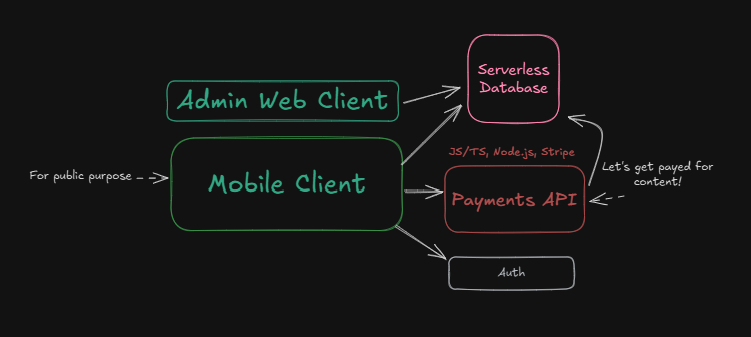 Serverless
Database
Admin Web Client
JS/TS, Node.js, Stripe
For public purpose
Mobile Client
Let's get payed for
content!
Payments API
Auth